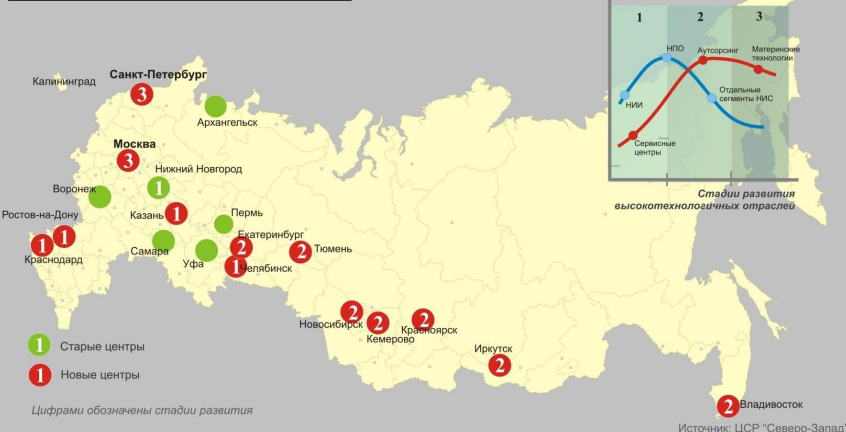 1 2 3
НПО
Аутсорсинг
Материнские
технологии
НИИ
Отдельные
сегменты НИС
Сервисные
центры
Стадии развития
высокотехнологичных отраслей
Калининград
Санкт-Петербург
3
Архангельск
Москва
3
Нижний Новгород
1
Воронеж
Ростов-на-Дону
1
Казань
1
Пермь
Краснодард
1
Самара
Уфа
Екатеринбург
2
Челябинск
1
Тюмень
2
Новосибирск
2
Кемерово
2
Красноярск
2
Иркутск
2
Владивосток
2
1 Старые центры
1 Новые центры
Цифрами обозначены стадии развития
Источник: ЦСР "Северо-Запад"